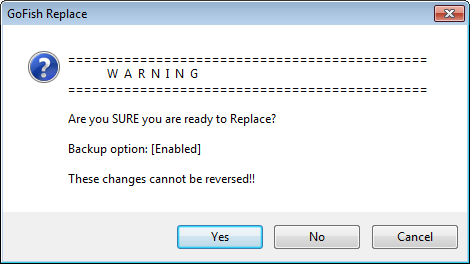 GoFish Replace
==============================================
W A R N I N G
==============================================
Are you SURE you are ready to Replace?
Backup option: [Enabled]
These changes cannot be reversed!!
Yes
No
Cancel